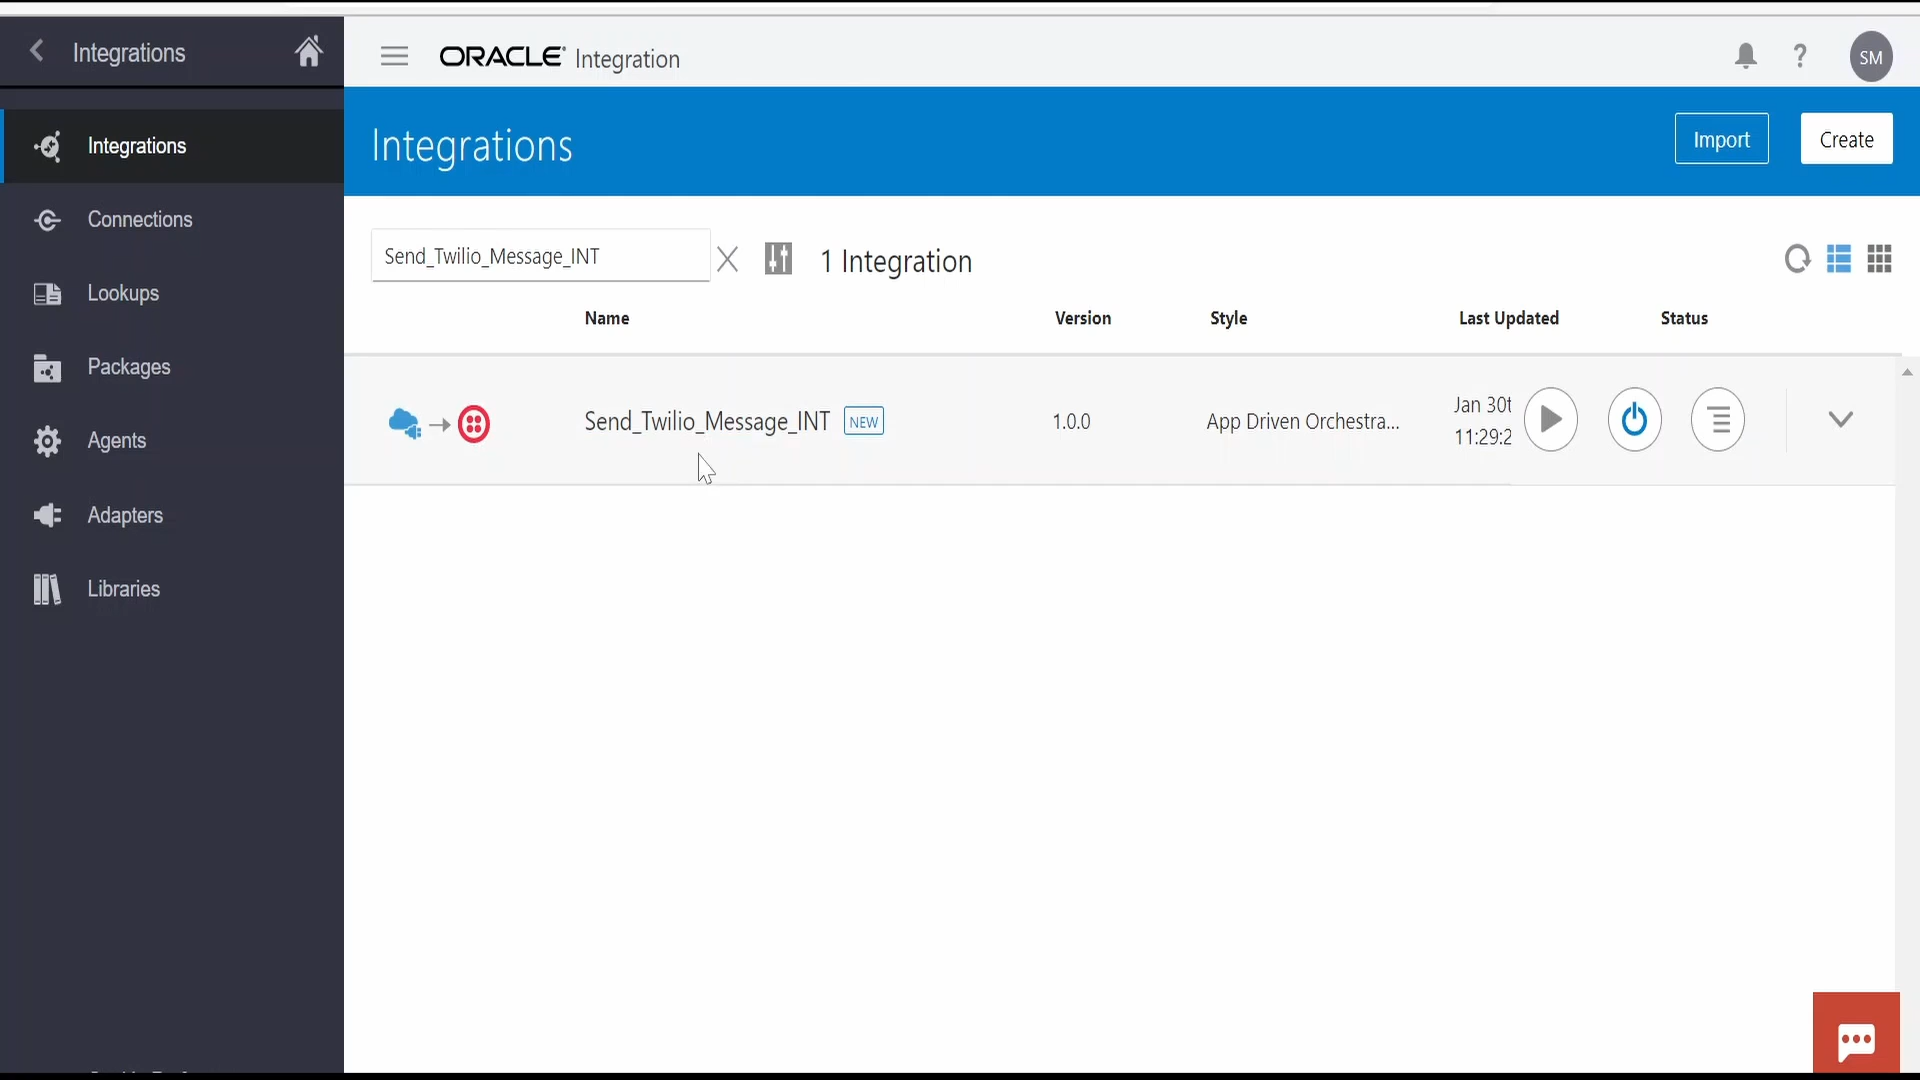 Integrations
ORACLE Integration
SM
Integrations
Connections
Lookups
Packages
Agents
Adapters
Libraries
Integrations
Import
Create
Send_Twilio_Message_INT
1 Integration
Name Version Style Last Updated Status
Send_Twilio_Message_INT NEW 1.0.0 App Driven Orchestra... Jan 30t
11:29:2